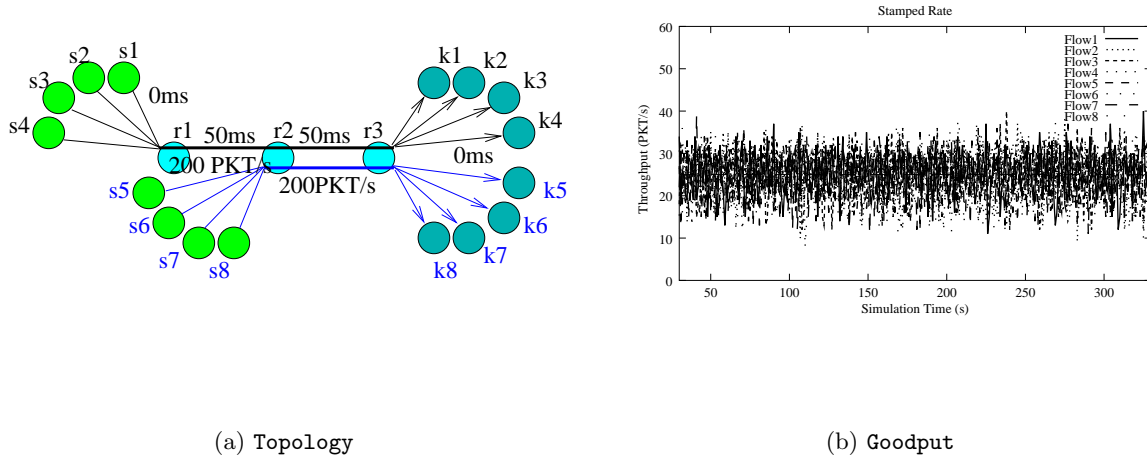 s1
s2
s3
s4
0ms
r1
50ms
r2
50ms
r3
200 PKT/s
200PKT/s
k1
k2
k3
k4
0ms
s5
s6
s7
s8
k5
k6
k7
k8
(a) Topology
Stamped Rate
Throughput (PKT/s)
60
50
40
30
20
10
0
Flow1
Flow2
Flow3
Flow4
Flow5
Flow6
Flow7
Flow8
50
100
150
200
250
300
Simulation Time (s)
(b) Goodput